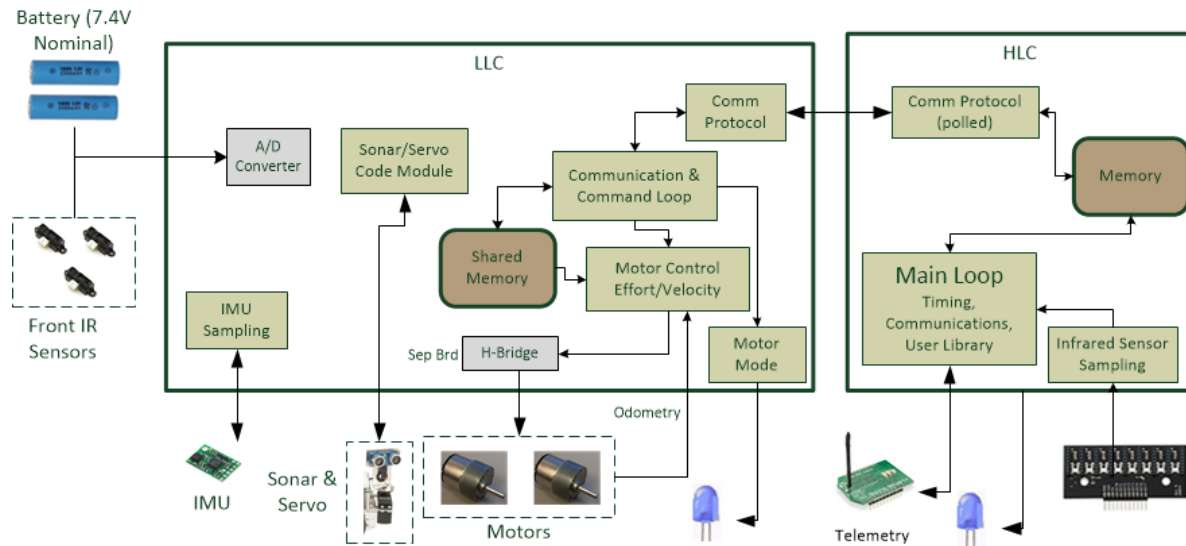 Battery (7.4V
Nominal)
LLC
HLC
A/D
Converter
Sonar/Servo
Code Module
Comm
Protocol
Comm Protocol
(polled)
Communication &
Command Loop
Memory
Shared
Memory
Motor Control
Effort/Velocity
Main Loop
Timing,
Communications,
User Library
IMU
Sampling
Front IR
Sensors
Sep Brd
H-Bridge
Motor
Mode
Infrared Sensor
Sampling
Odometry
IMU
Sonar &
Servo
Motors
Telemetry